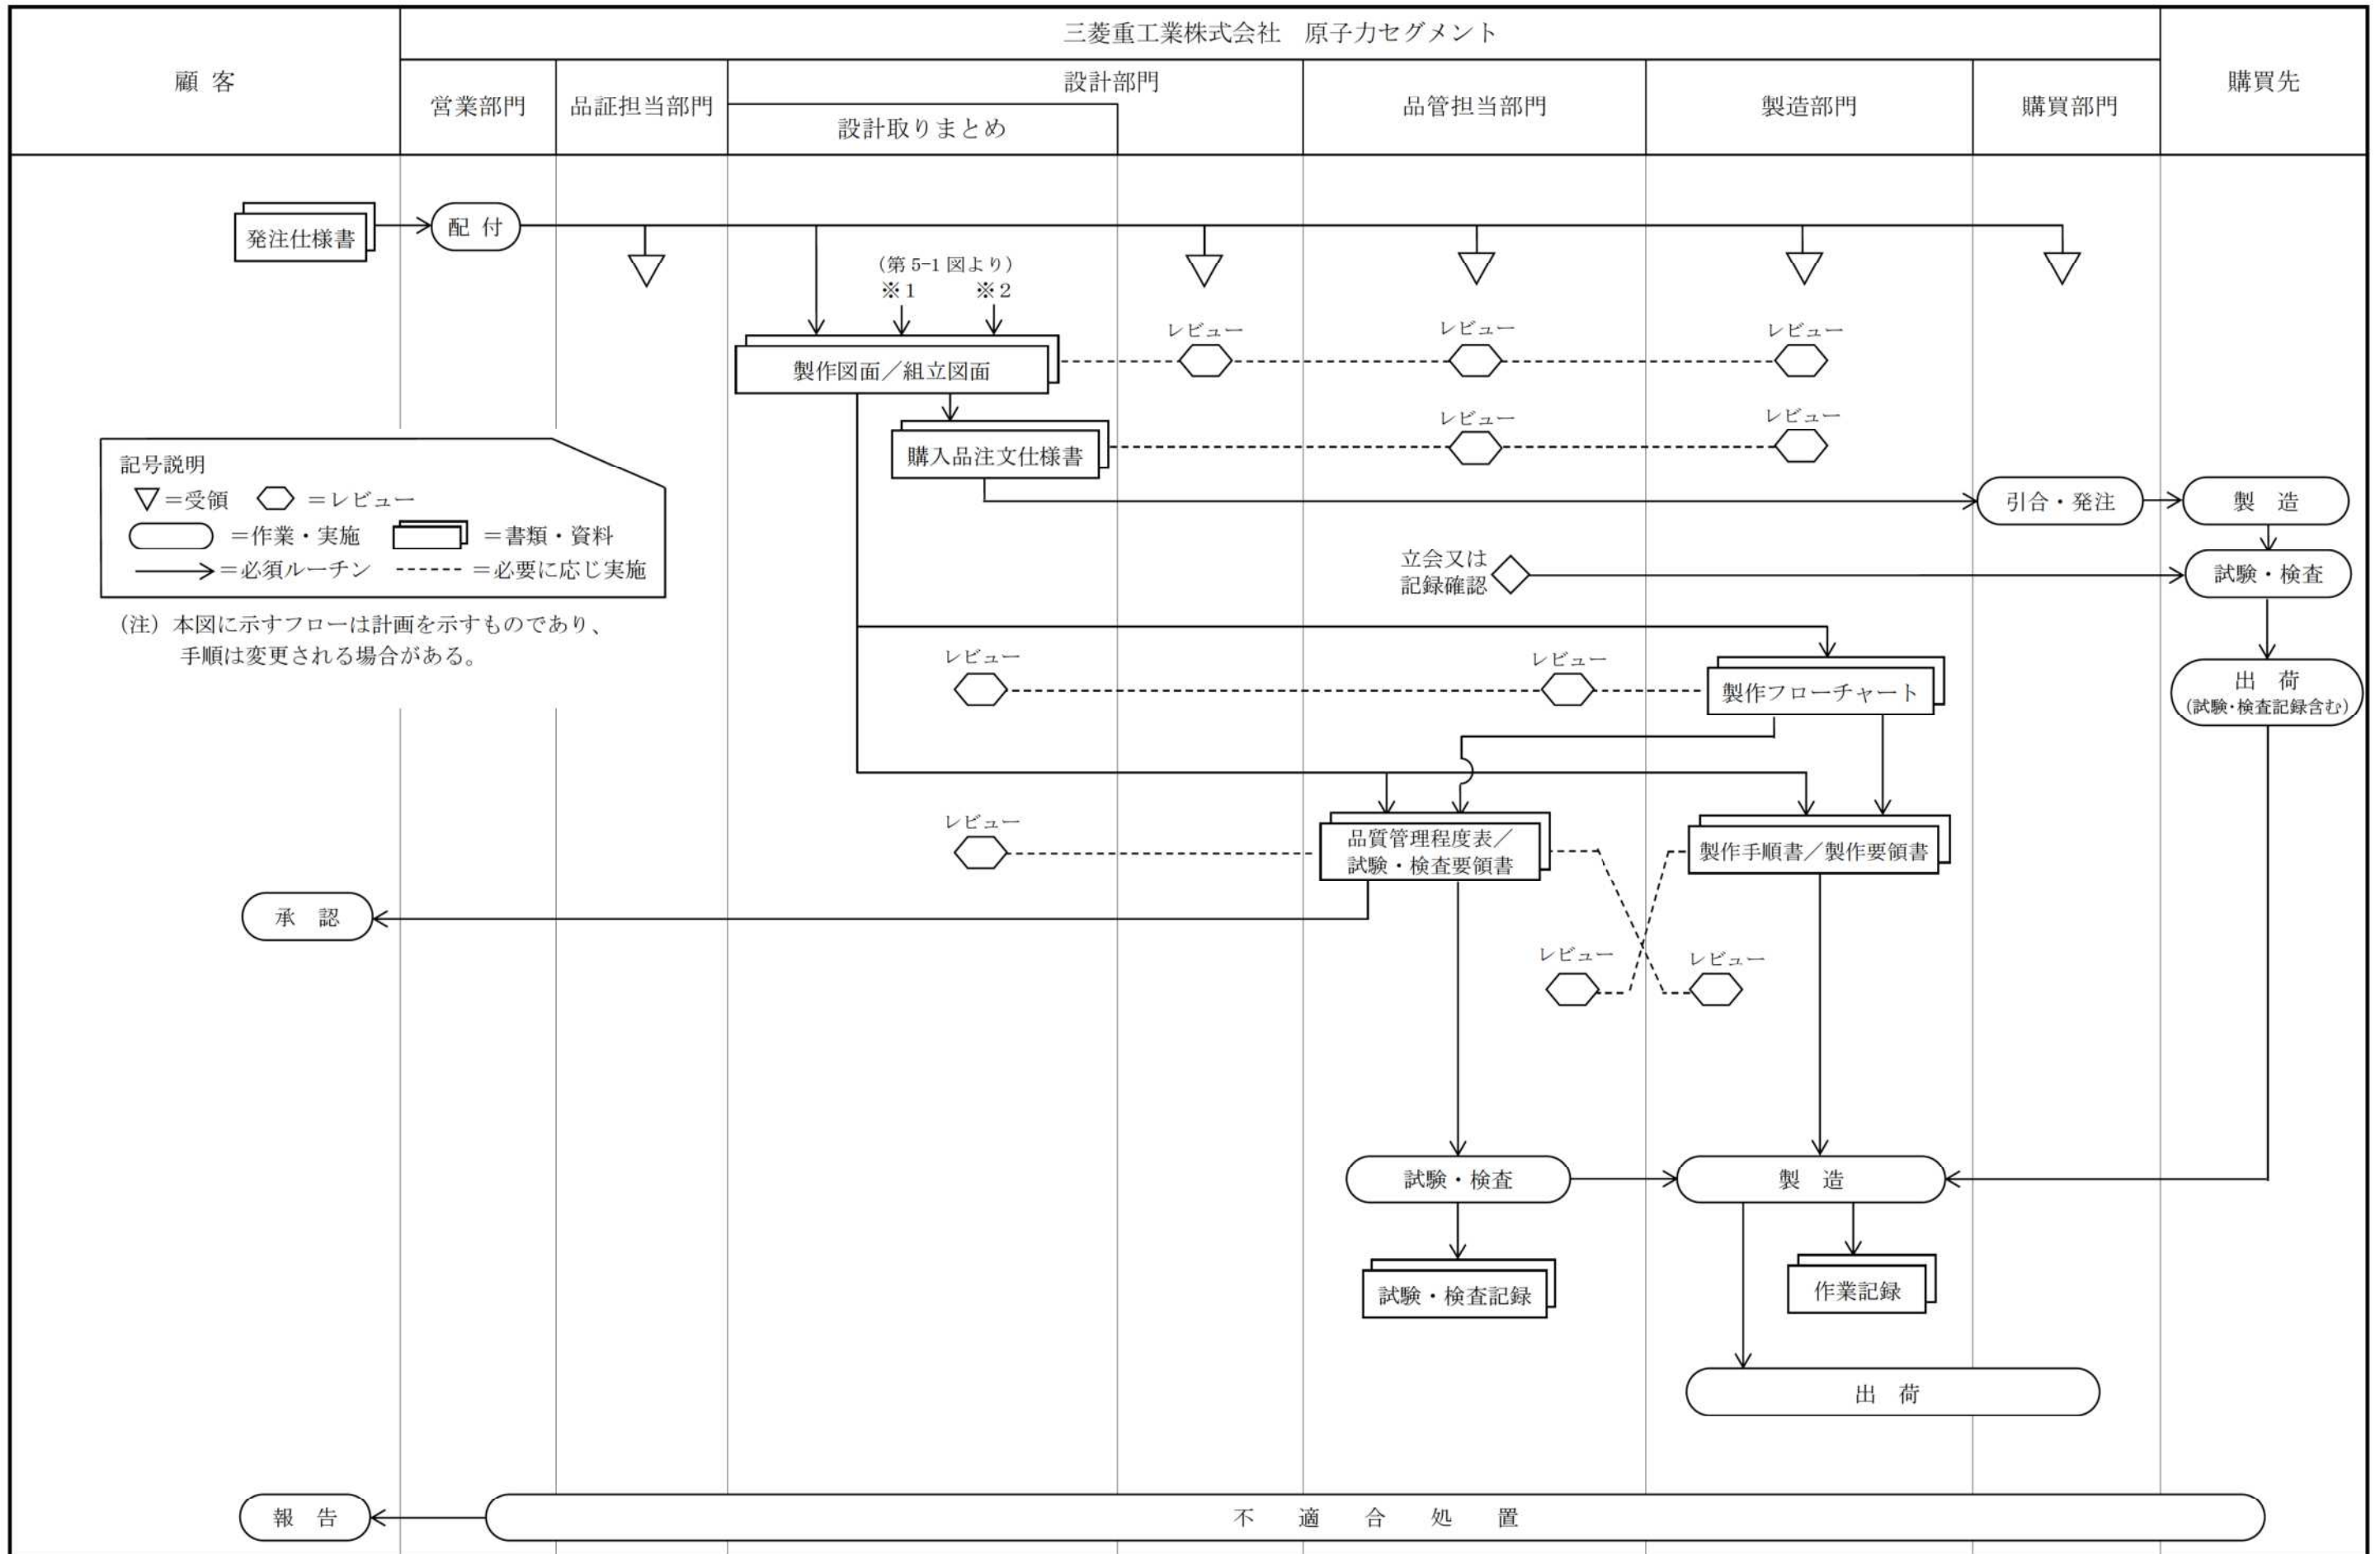 三菱重工業株式会社　原子力セグメント
顧 客
設計部門
購買先
営業部門
品証担当部門
品管担当部門
製造部門
購買部門
設計取りまとめ
発注仕様書
配 付
(第 5-1 図より)
※1
※2
レビュー
レビュー
レビュー
製作図面／組立図面
レビュー
レビュー
購入品注文仕様書
記号説明
＝受領
＝レビュー
＝作業・実施
＝書類・資料
＝必須ルーチン
＝必要に応じ実施
引合・発注
製　造
立会又は
記録確認
試験・検査
(注) 本図に示すフローは計画を示すものであり、
手順は変更される場合がある。
レビュー
レビュー
製作フローチャート
出　荷
(試験・検査記録含む)
レビュー
品質管理程度表／
試験・検査要領書
製作手順書／製作要領書
承　認
レビュー
レビュー
試験・検査
製　造
試験・検査記録
作業記録
出　荷
報　告
不　適　合　処　置